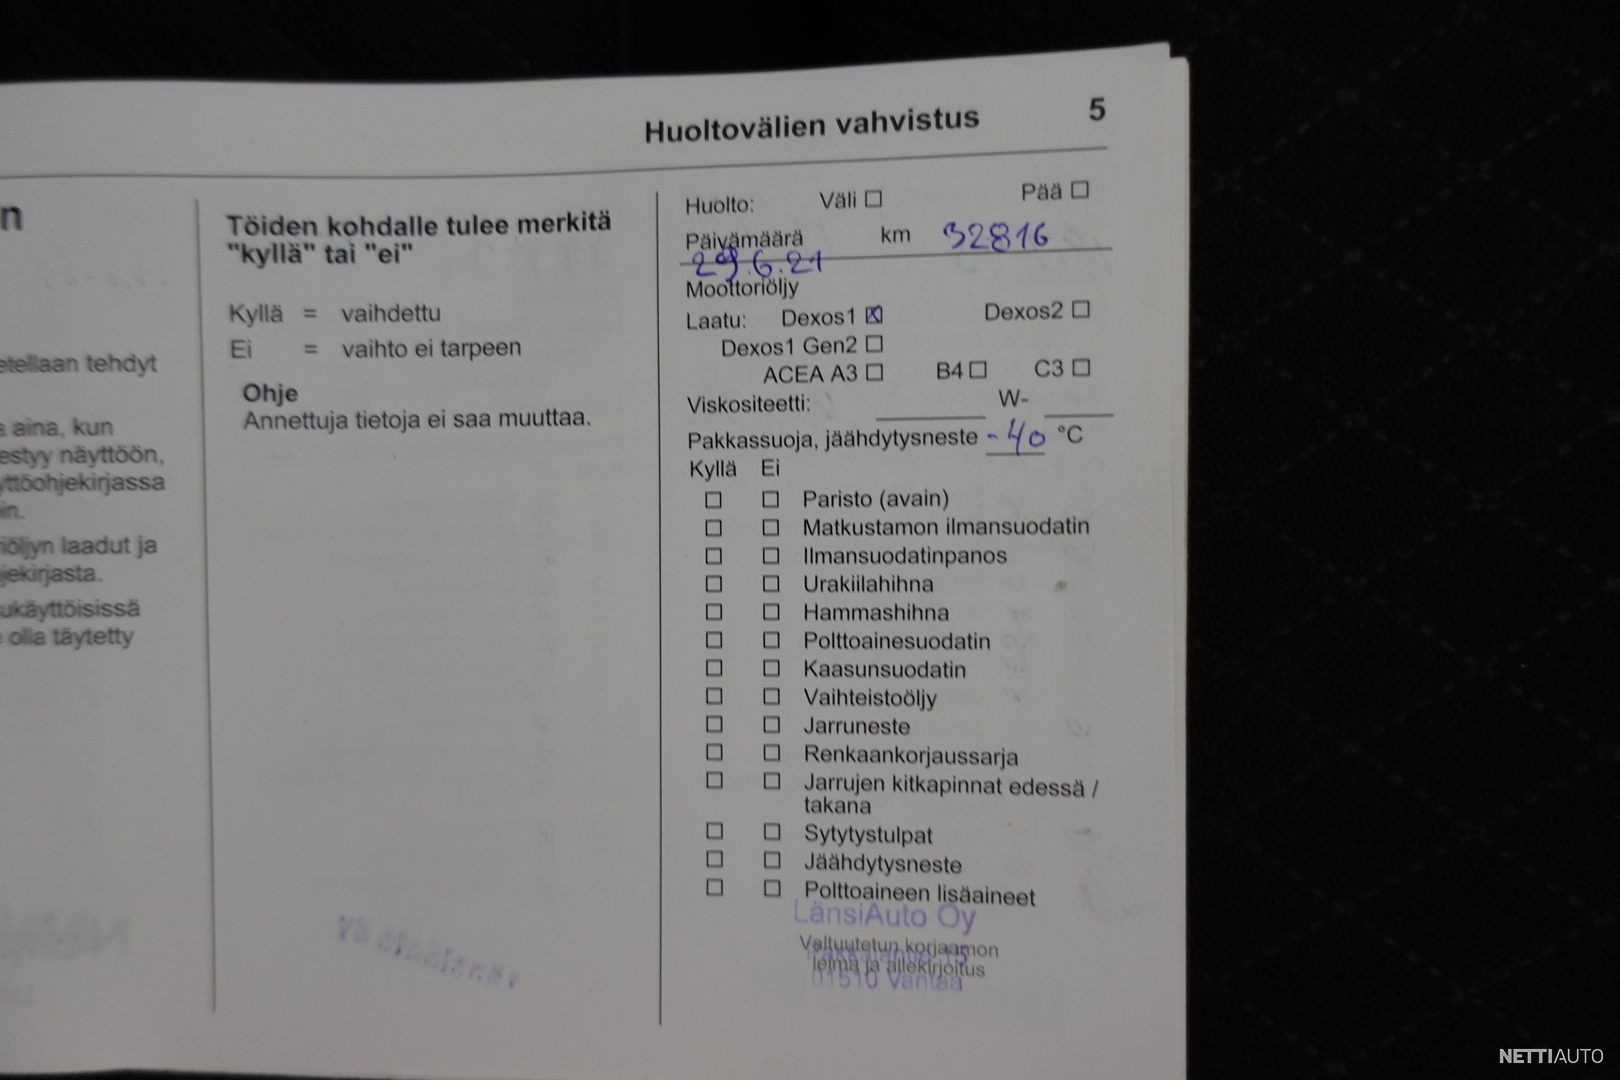 Huoltovälien vahvistus 5
n
etellaan tehdyt
aina, kun
estyy näyttöön,
yttöohjekirjassa
in.
iöljyn laadut ja
jekirjasta.
ukäyttöisissä
olla täytetty
Töiden kohdalle tulee merkitä
"kyllä" tai "ei"
Kyllä = vaihdettu
Ei = vaihto ei tarpeen
Ohje
Annettuja tietoja ei saa muuttaa.
Huolto: Väli ☐ Pää ☐
Päivämäärä km 32816
29.6.21
Moottoriöljy
Laatu: Dexos1 ☒ Dexos2 ☐
Dexos1 Gen2 ☐
ACEA A3 ☐ B4 ☐ C3 ☐
Viskositeetti: W-
Pakkassuoja, jäähdytysneste -40 °C
Kyllä Ei
☐ ☐ Paristo (avain)
☐ ☐ Matkustamon ilmansuodatin
☐ ☐ Ilmansuodatinpanos
☐ ☐ Urakiilahihna
☐ ☐ Hammashihna
☐ ☐ Polttoainesuodatin
☐ ☐ Kaasunsuodatin
☐ ☐ Vaihteistoöljy
☐ ☐ Jarruneste
☐ ☐ Renkaankorjaussarja
☐ ☐ Jarrujen kitkapinnat edessä /
takana
☐ ☐ Sytytystulpat
☐ ☐ Jäähdytysneste
☐ ☐ Polttoaineen lisäaineet
LänsiAuto Oy
Valtuutetun korjaamon
leima ja allekirjoitus
01510 Vantaa
NETTIAUTO